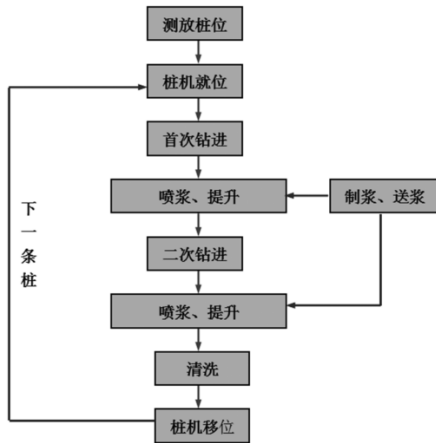 测放桩位
桩机就位
首次钻进
喷浆、提升
制浆、送浆
二次钻进
喷浆、提升
清洗
桩机移位
下一条桩